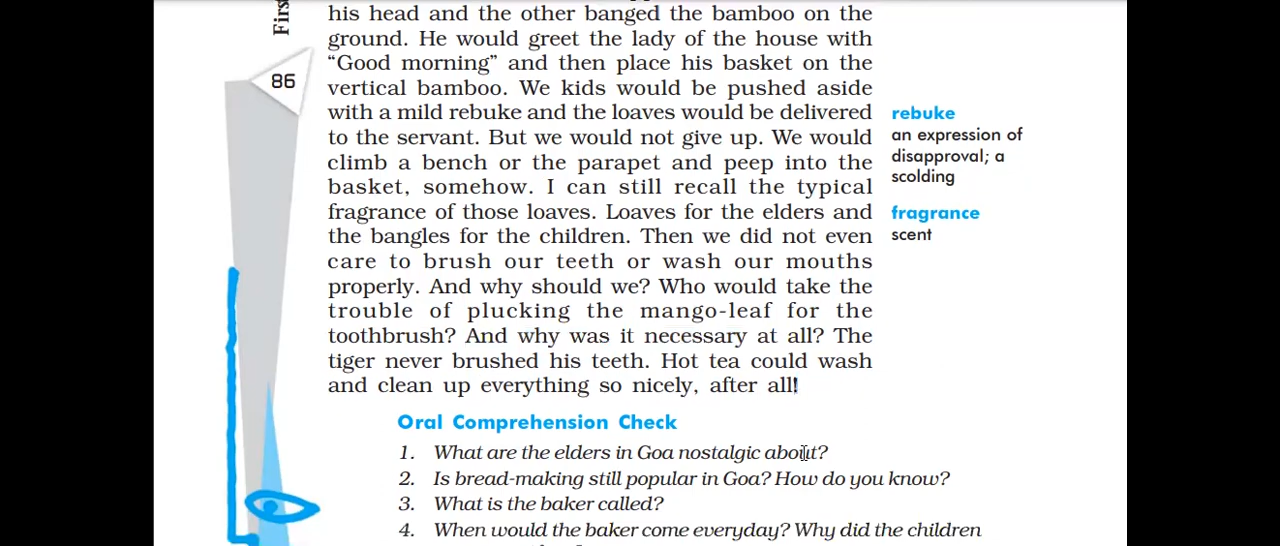 Firs
86
his head and the other banged the bamboo on the
ground. He would greet the lady of the house with
“Good morning” and then place his basket on the
vertical bamboo. We kids would be pushed aside
with a mild rebuke and the loaves would be delivered
to the servant. But we would not give up. We would
climb a bench or the parapet and peep into the
basket, somehow. I can still recall the typical
fragrance of those loaves. Loaves for the elders and
the bangles for the children. Then we did not even
care to brush our teeth or wash our mouths
properly. And why should we? Who would take the
trouble of plucking the mango-leaf for the
toothbrush? And why was it necessary at all? The
tiger never brushed his teeth. Hot tea could wash
and clean up everything so nicely, after all!
rebuke
an expression of
disapproval; a
scolding
fragrance
scent
Oral Comprehension Check
1. What are the elders in Goa nostalgic about?
2. Is bread-making still popular in Goa? How do you know?
3. What is the baker called?
4. When would the baker come everyday? Why did the children